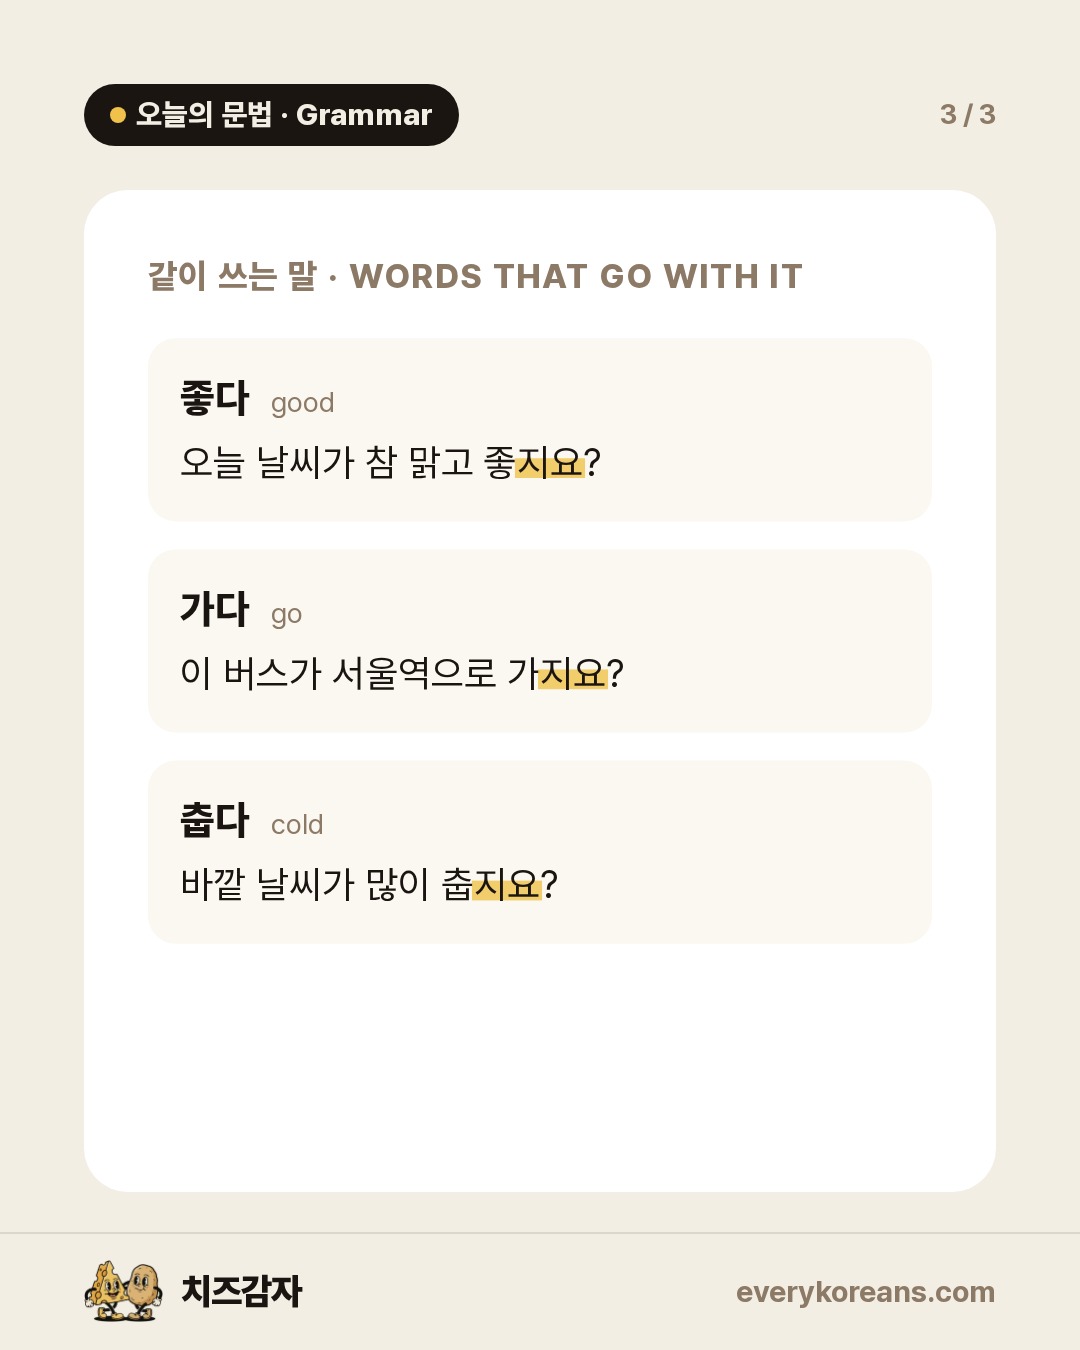 오늘의 문법 · Grammar
3 / 3
같이 쓰는 말 · WORDS THAT GO WITH IT
좋다 good
오늘 날씨가 참 맑고 좋지요?
가다 go
이 버스가 서울역으로 가지요?
춥다 cold
바깥 날씨가 많이 춥지요?
치즈감자
everykoreans.com